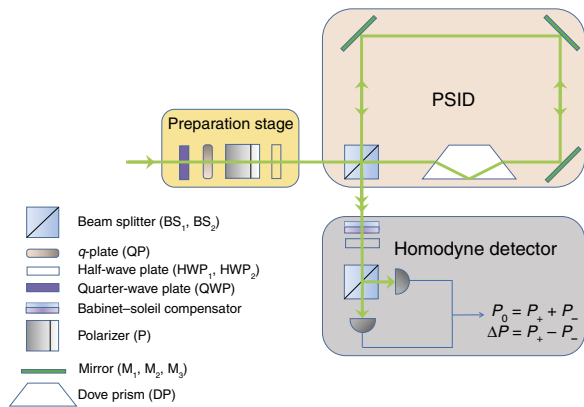 PSID
Preparation stage
Homodyne detector
P₀ = P₊ + P₋
ΔP = P₊ − P₋
Beam splitter (BS₁, BS₂)
q-plate (QP)
Half-wave plate (HWP₁, HWP₂)
Quarter-wave plate (QWP)
Babinet–soleil compensator
Polarizer (P)
Mirror (M₁, M₂, M₃)
Dove prism (DP)